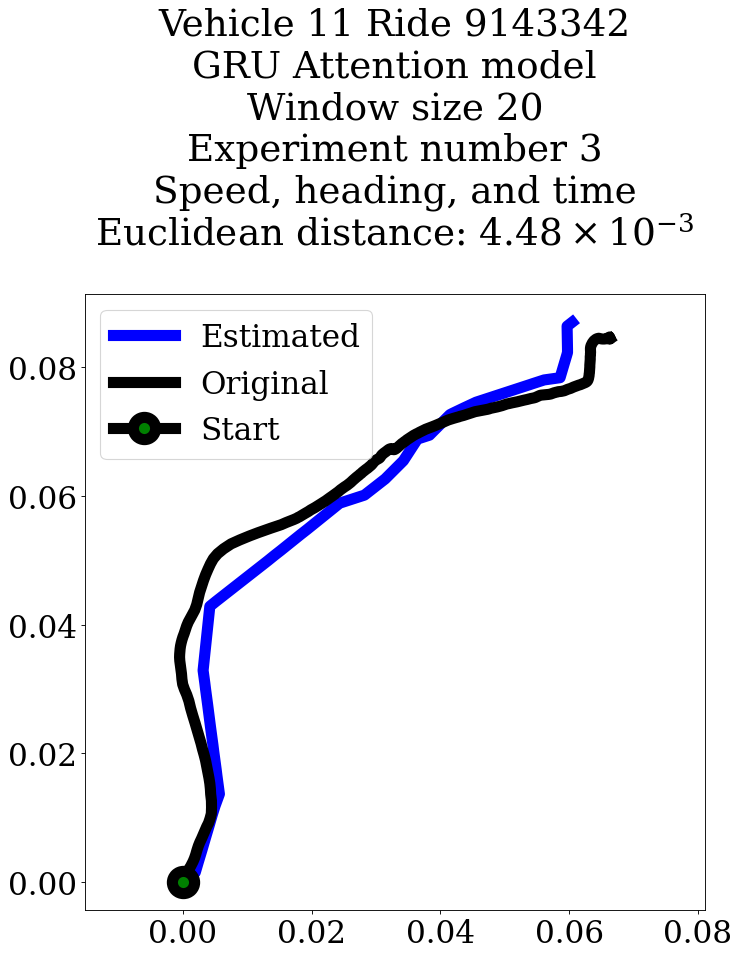 Vehicle 11 Ride 9143342
GRU Attention model
Window size 20
Experiment number 3
Speed, heading, and time
Euclidean distance: 4.48 × 10⁻³
Estimated
Original
Start
0.08
0.06
0.04
0.02
0.00
0.00 0.02 0.04 0.06 0.08